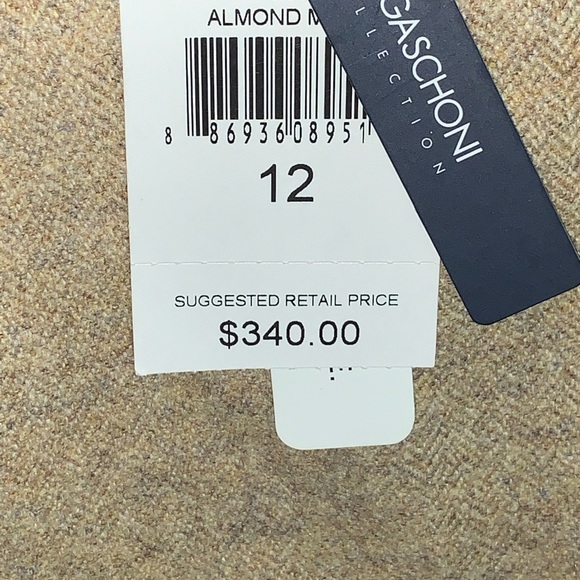 ALMOND M
8 86936 08951
12
SUGGESTED RETAIL PRICE
$340.00
GASCHONI
LLECTION